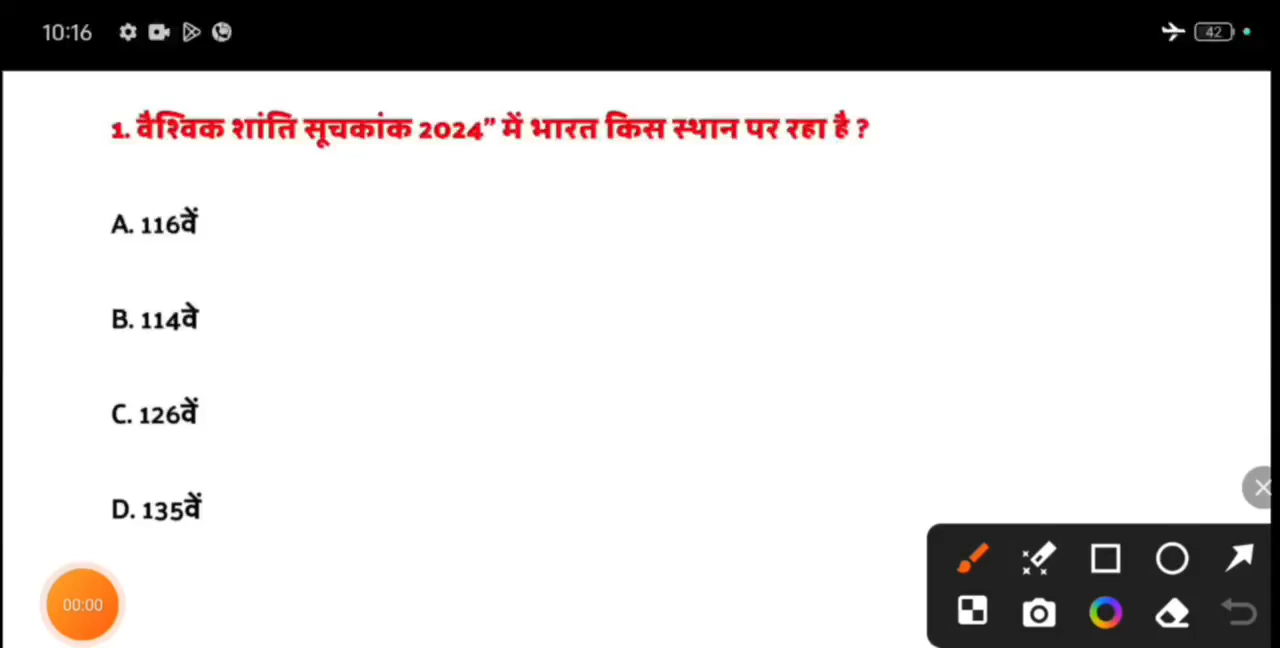 10:16
42
1. वैश्विक शांति सूचकांक 2024” में भारत किस स्थान पर रहा है ?
A. 116वें
B. 114वे
C. 126वें
D. 135वें
00:00